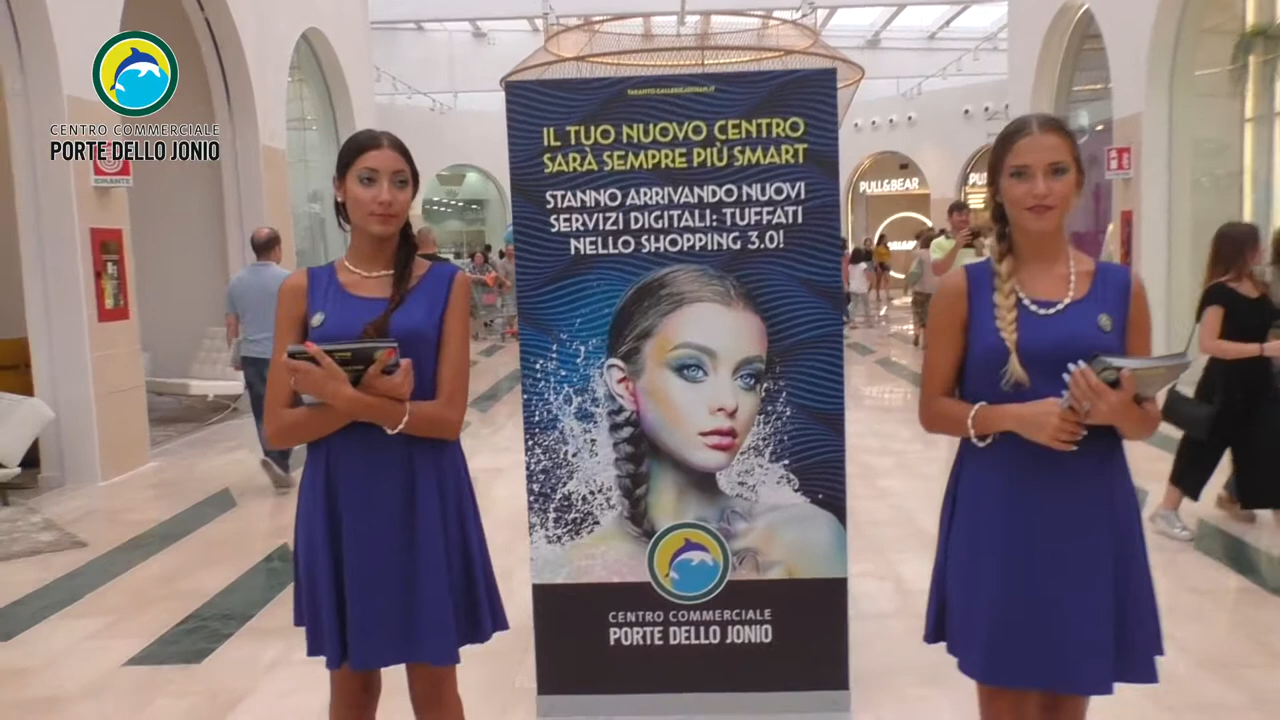 CENTRO COMMERCIALE
PORTE DELLO JONIO
IDRANTE
TARANTO.GALLERIEAUCHAN.IT
IL TUO NUOVO CENTRO
SARÀ SEMPRE PIÙ SMART
STANNO ARRIVANDO NUOVI
SERVIZI DIGITALI: TUFFATI
NELLO SHOPPING 3.0!
CENTRO COMMERCIALE
PORTE DELLO JONIO
PULL&BEAR